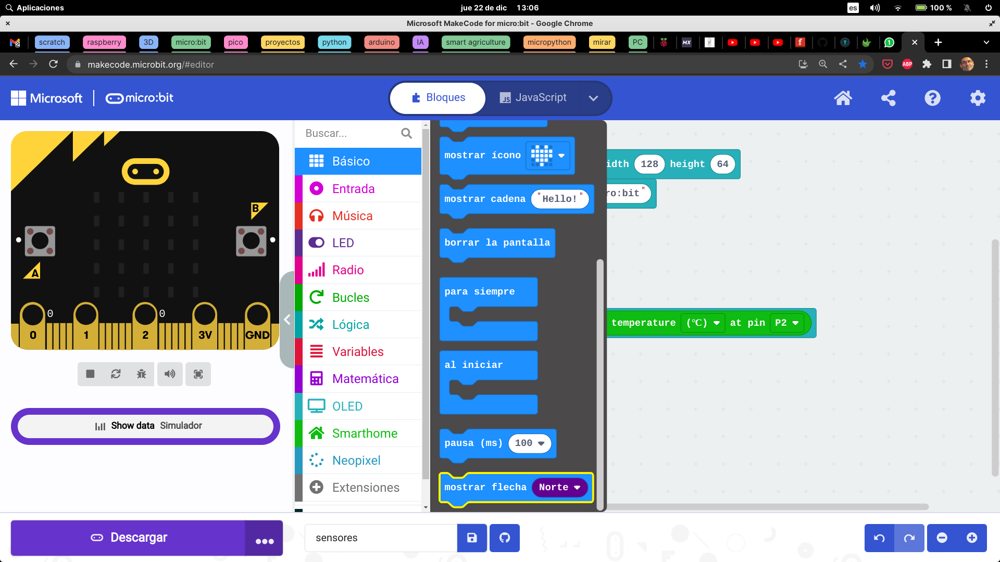 Aplicaciones
jue 22 de dic 13:06
es
100 %
Microsoft MakeCode for micro:bit - Google Chrome
scratch
raspberry
3D
micro:bit
pico
proyectos
python
arduino
IA
smart agriculture
micropython
mirar
PC
MX
1
makecode.microbit.org/#editor
ABP
Microsoft
micro:bit
Bloques
JS JavaScript
Buscar...
Básico
Entrada
Música
LED
Radio
Bucles
Lógica
Variables
Matemática
OLED
Smarthome
Neopixel
Extensiones
mostrar ícono
mostrar cadena "Hello!"
borrar la pantalla
para siempre
al iniciar
pausa (ms) 100
mostrar flecha Norte
idth 128 height 64
ro:bit"
temperature (℃) at pin P2
B
A
0
0
0 1 2 3V GND
Show data Simulador
Descargar
sensores